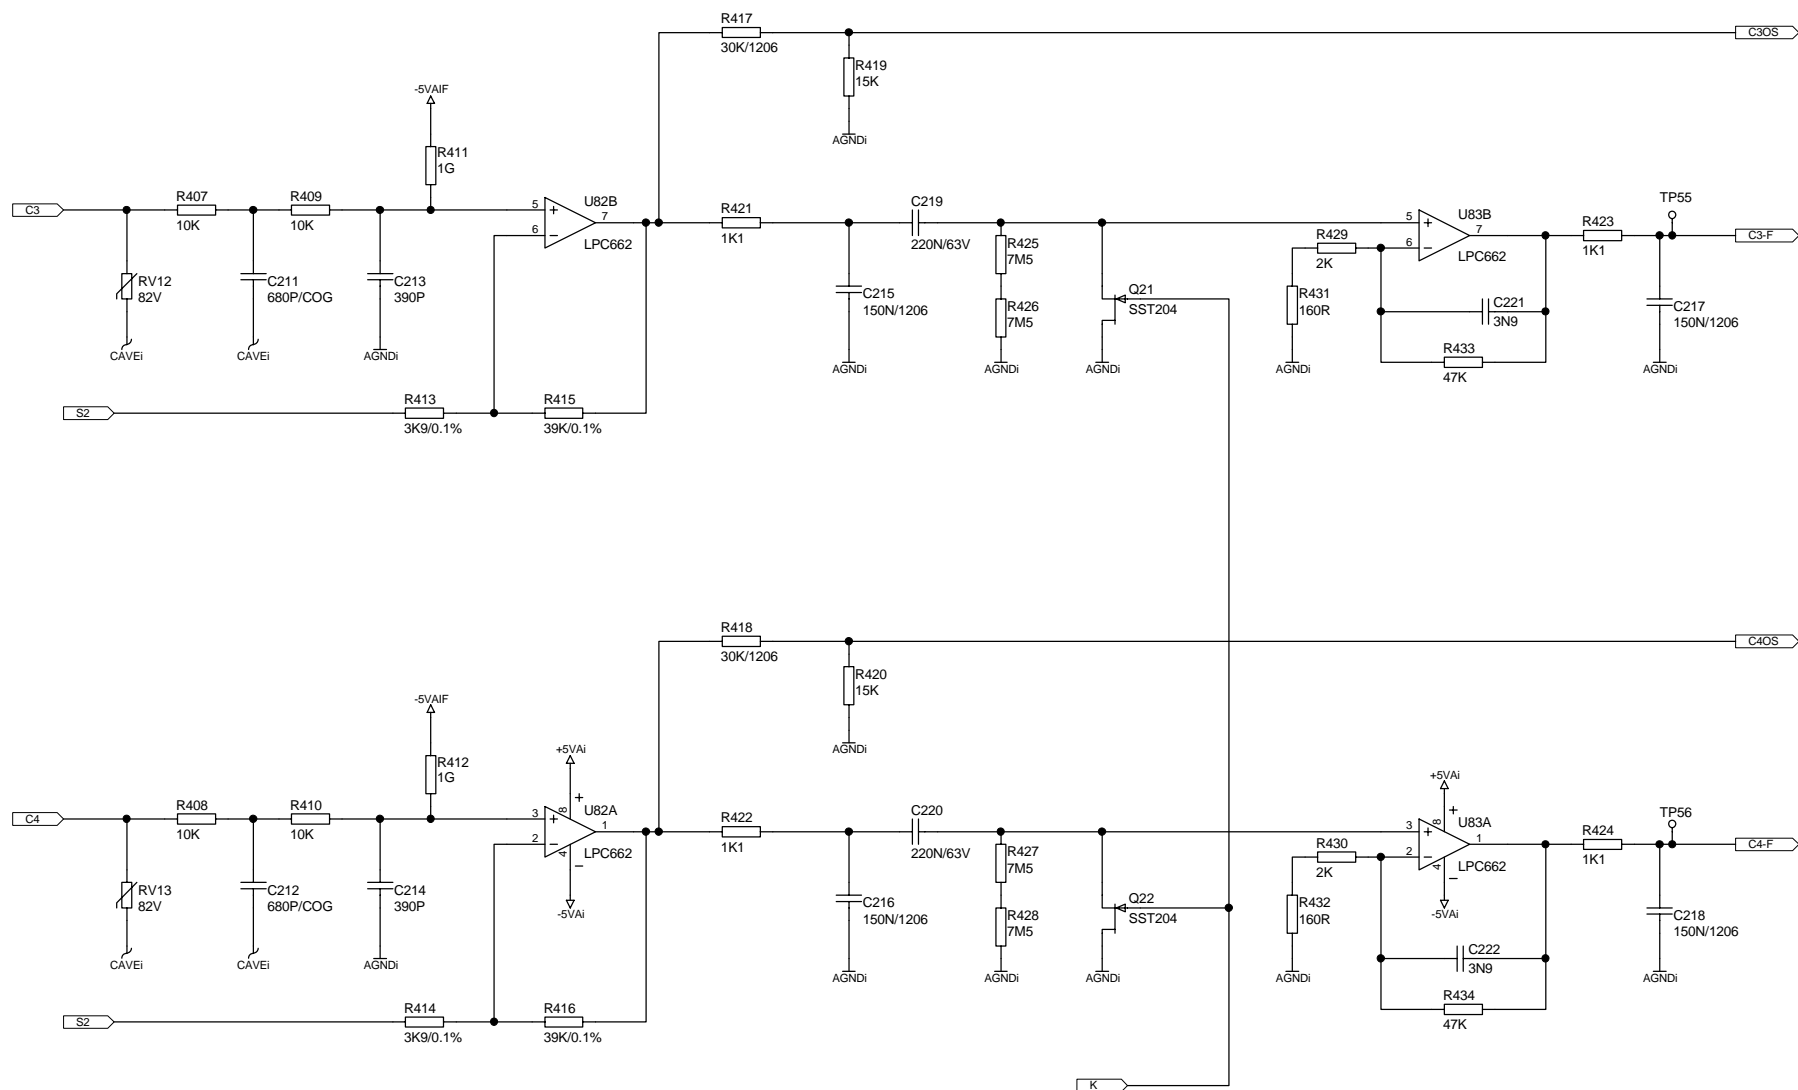 R417
30K/1206
C3OS
R419
15K
AGNDi
-5VAIF
R411
1G
C3
R407
10K
R409
10K
U82B
5
6
7
+
−
LPC662
R421
1K1
C219
220N/63V
R425
7M5
R426
7M5
U83B
5
6
7
+
−
LPC662
R423
1K1
TP55
C3-F
R429
2K
RV12
82V
C211
680P/COG
C213
390P
C215
150N/1206
Q21
SST204
R431
160R
C221
3N9
C217
150N/1206
CAVEi
CAVEi
AGNDi
AGNDi
AGNDi
AGNDi
AGNDi
AGNDi
R433
47K
S2
R413
3K9/0.1%
R415
39K/0.1%
R418
30K/1206
C4OS
R420
15K
AGNDi
-5VAIF
R412
1G
+5VAi
C4
R408
10K
R410
10K
U82A
3
2
1
8
4
+
−
+
−
LPC662
-5VAi
R422
1K1
C220
220N/63V
R427
7M5
R428
7M5
+5VAi
U83A
3
2
1
8
4
+
−
+
−
LPC662
-5VAi
R424
1K1
TP56
C4-F
R430
2K
RV13
82V
C212
680P/COG
C214
390P
C216
150N/1206
Q22
SST204
R432
160R
C222
3N9
C218
150N/1206
CAVEi
CAVEi
AGNDi
AGNDi
AGNDi
AGNDi
AGNDi
AGNDi
R434
47K
S2
R414
3K9/0.1%
R416
39K/0.1%
K